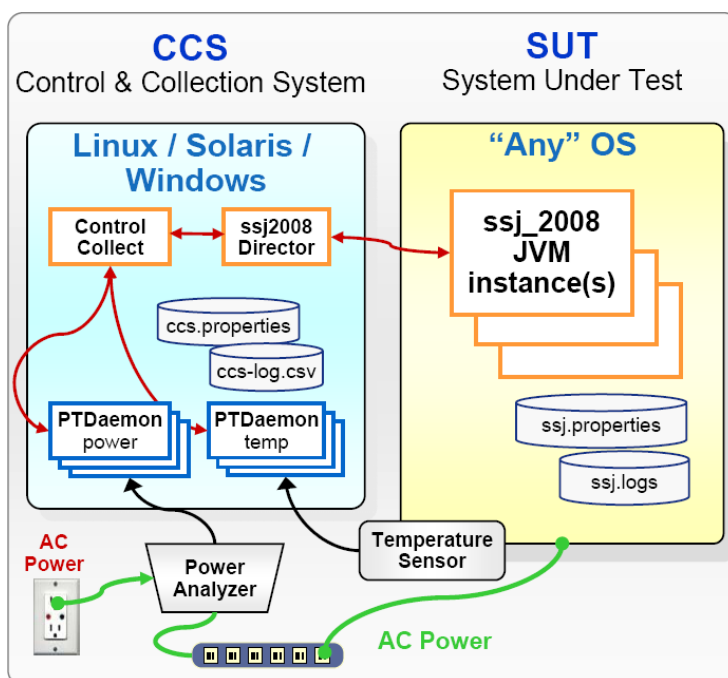 CCS
Control & Collection System
SUT
System Under Test
Linux / Solaris /
Windows
Control
Collect
ssj2008
Director
ccs.properties
ccs-log.csv
PTDaemon
power
PTDaemon
temp
“Any” OS
ssj_2008
JVM
instance(s)
ssj.properties
ssj.logs
AC
Power
Power
Analyzer
Temperature
Sensor
AC Power